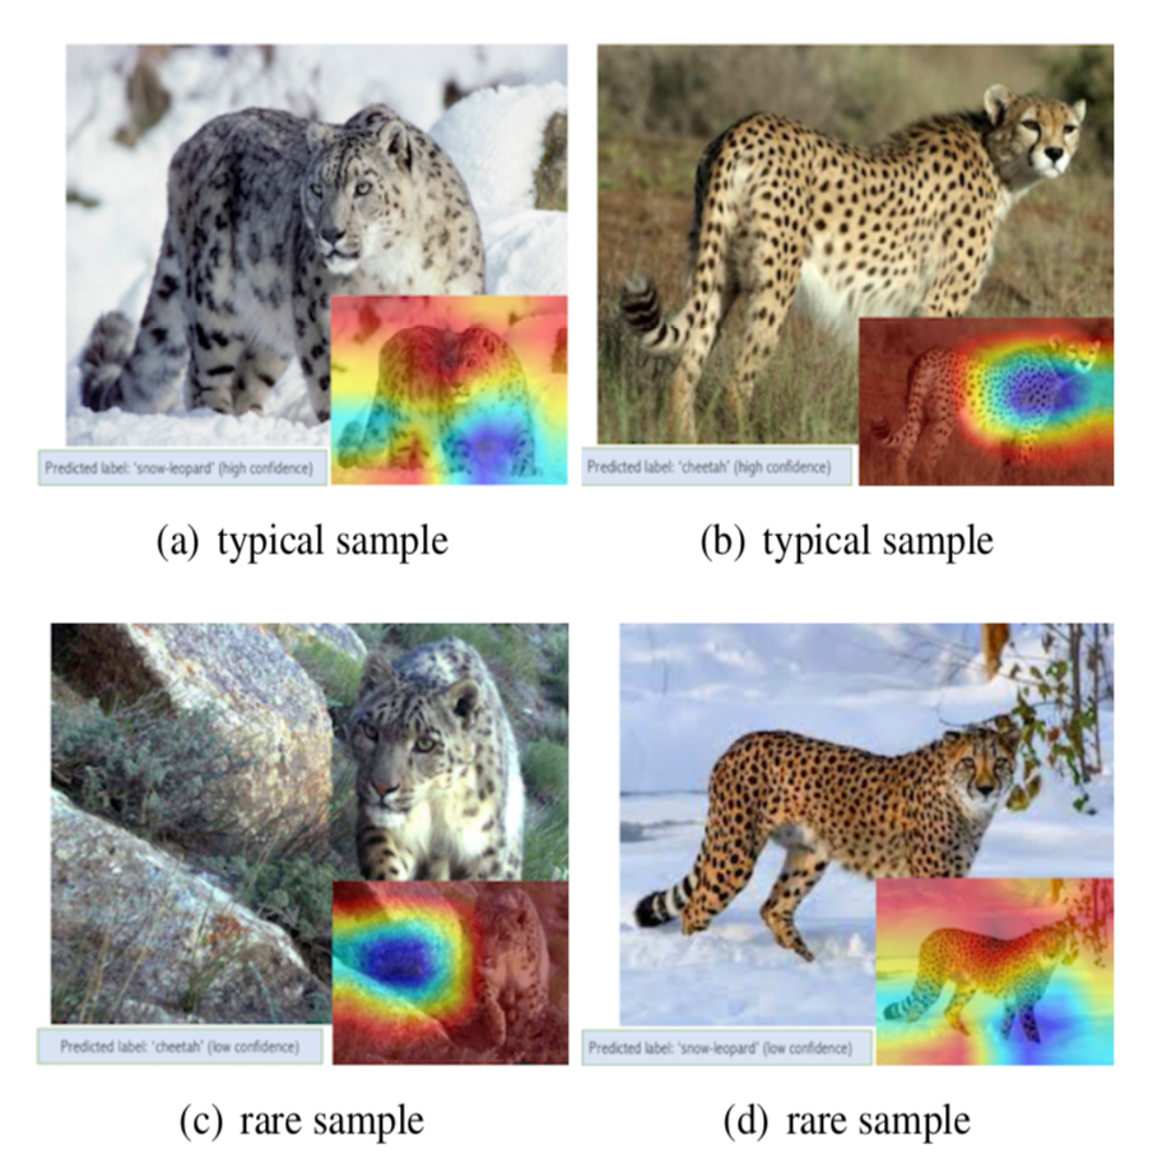 Predicted label: 'snow-leopard' (high confidence)
Predicted label: 'cheetah' (high confidence)
(a) typical sample
(b) typical sample
Predicted label: 'cheetah' (low confidence)
Predicted label: 'snow-leopard' (low confidence)
(c) rare sample
(d) rare sample